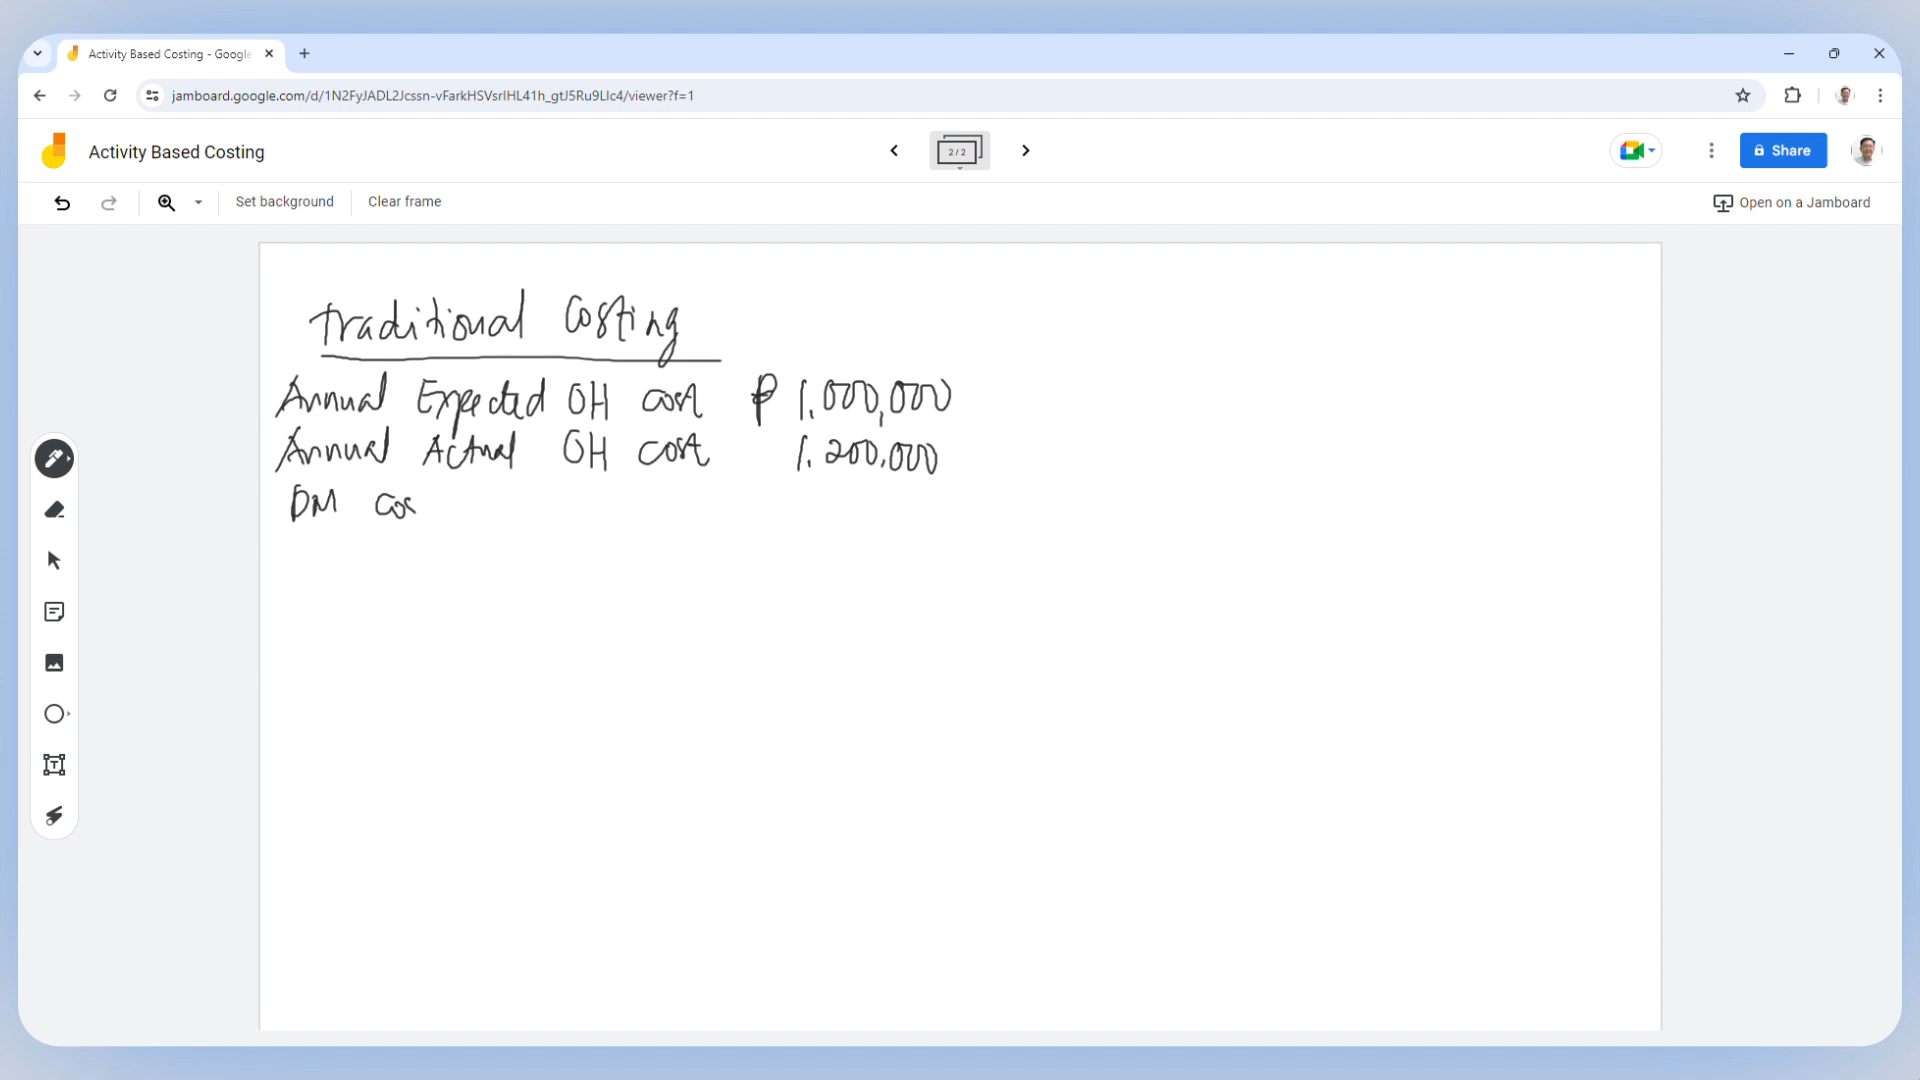 Activity Based Costing - Google
jamboard.google.com/d/1N2FyJADL2Jcssn-vFarkHSVsrIHL41h_gtJ5Ru9LIc4/viewer?f=1
Activity Based Costing
2 / 2
Share
Set background
Clear frame
Open on a Jamboard
Traditional Costing
Annual Expected OH cost ₱ 1,000,000
Annual Actual OH cost 1,200,000
DM cos